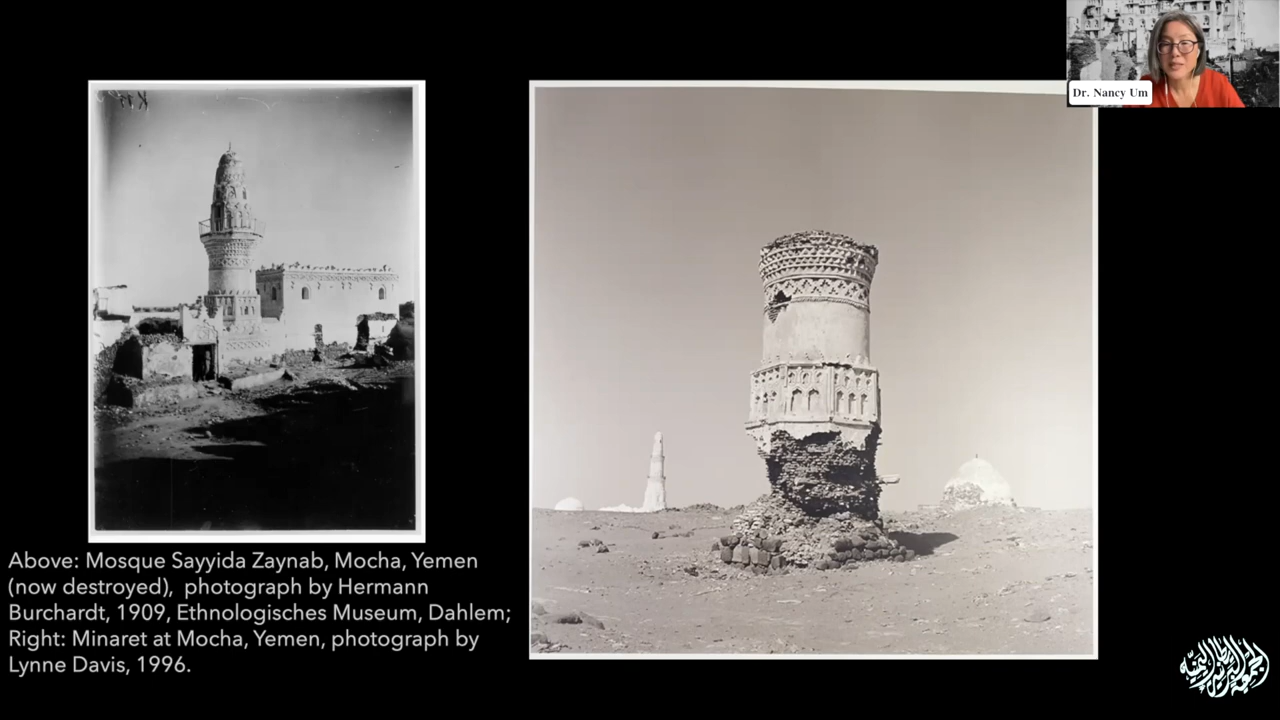 Dr. Nancy Um
Above: Mosque Sayyida Zaynab, Mocha, Yemen
(now destroyed),  photograph by Hermann
Burchardt, 1909, Ethnologisches Museum, Dahlem;
Right: Minaret at Mocha, Yemen, photograph by
Lynne Davis, 1996.